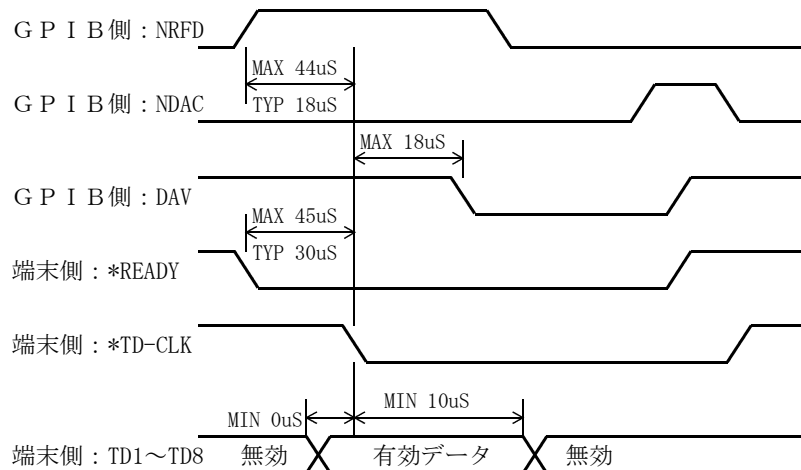 ＧＰＩＢ側：NRFD
MAX 44uS
TYP 18uS
ＧＰＩＢ側：NDAC
MAX 18uS
ＧＰＩＢ側：DAV
MAX 45uS
TYP 30uS
端末側：*READY
端末側：*TD-CLK
MIN 0uS
MIN 10uS
端末側：TD1～TD8 無効 有効データ 無効